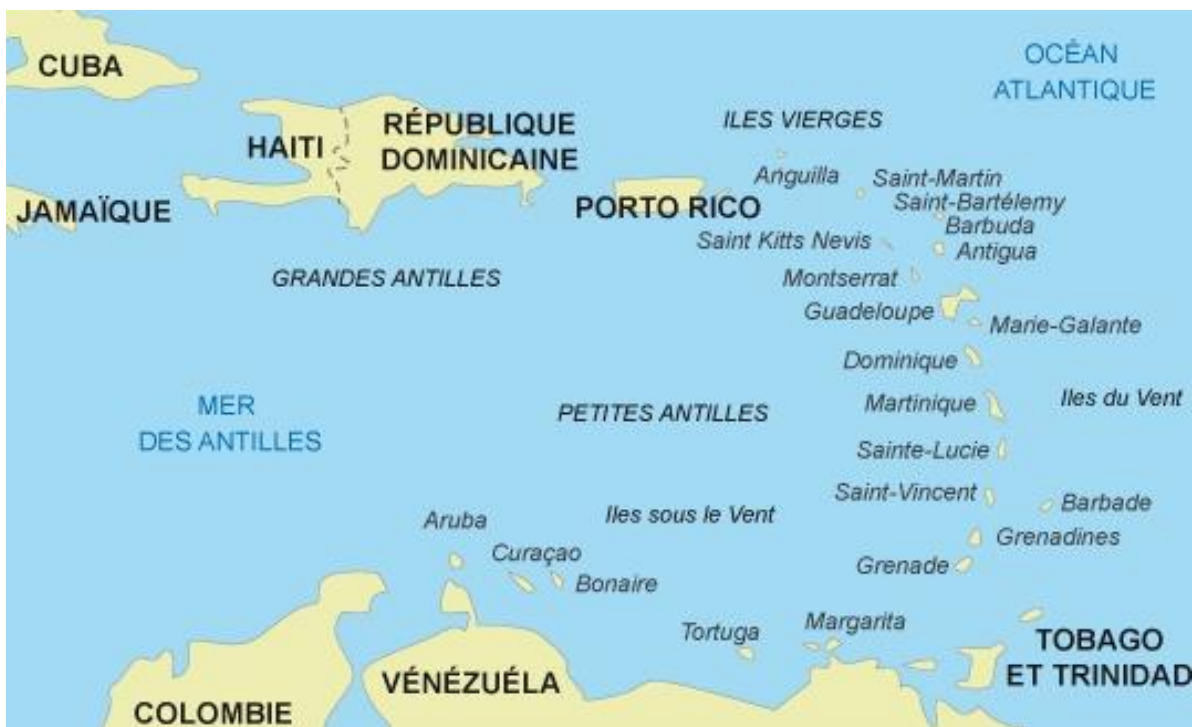 OCÉAN
ATLANTIQUE
CUBA
ILES VIERGES
RÉPUBLIQUE
DOMINICAINE
HAITI
Anguilla
Saint-Martin
Saint-Bartélemy
JAMAÏQUE
PORTO RICO
Barbuda
Saint Kitts Nevis
Antigua
GRANDES ANTILLES
Montserrat
Guadeloupe
Marie-Galante
Dominique
MER
DES ANTILLES
PETITES ANTILLES
Martinique
Iles du Vent
Sainte-Lucie
Saint-Vincent
Barbade
Iles sous le Vent
Aruba
Grenadines
Curaçao
Bonaire
Grenade
Tortuga
Margarita
TOBAGO
ET TRINIDAD
VÉNÉZUÉLA
COLOMBIE